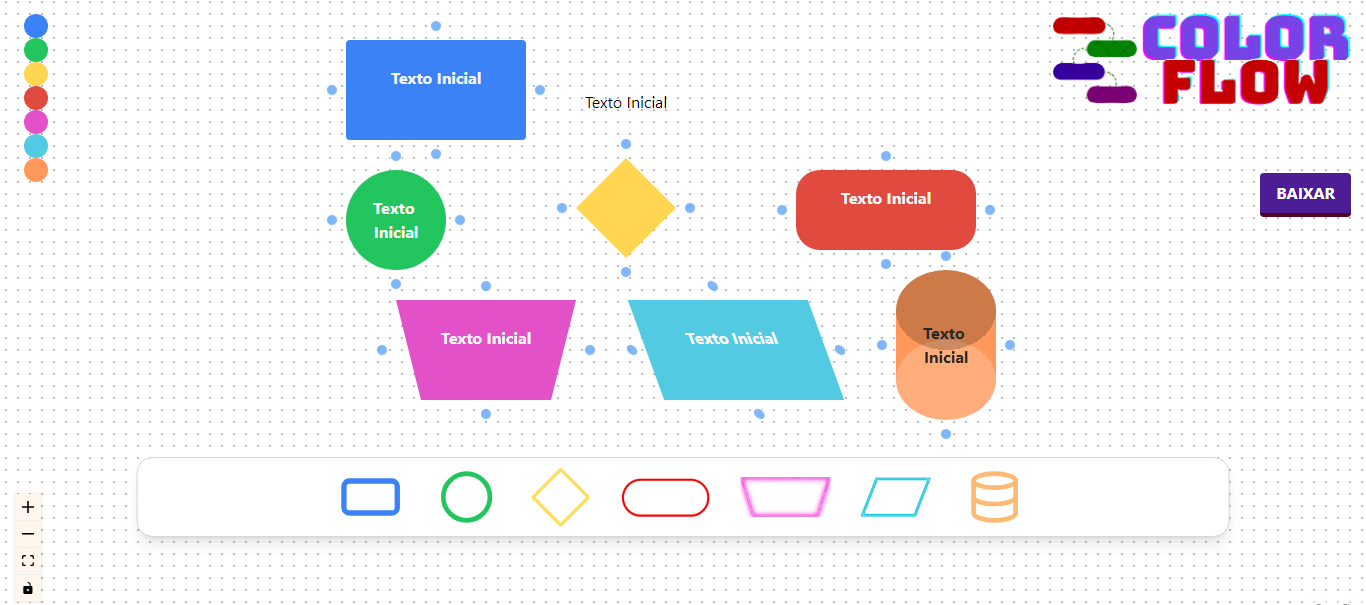 COLOR
FLOW
Texto Inicial
Texto Inicial
BAIXAR
Texto
Inicial
Texto Inicial
Texto Inicial
Texto Inicial
Texto
Inicial